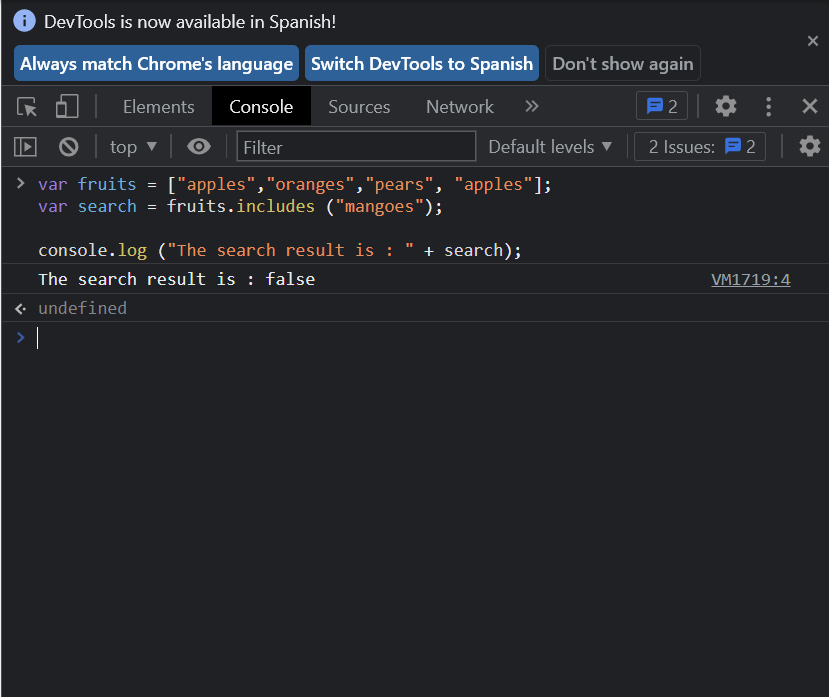 DevTools is now available in Spanish!
Always match Chrome's language Switch DevTools to Spanish Don't show again
Elements Console Sources Network 2
top Filter Default levels 2 Issues: 2
var fruits = ["apples","oranges","pears", "apples"];
var search = fruits.includes ("mangoes");
console.log ("The search result is : " + search);
The search result is : false VM1719:4
undefined